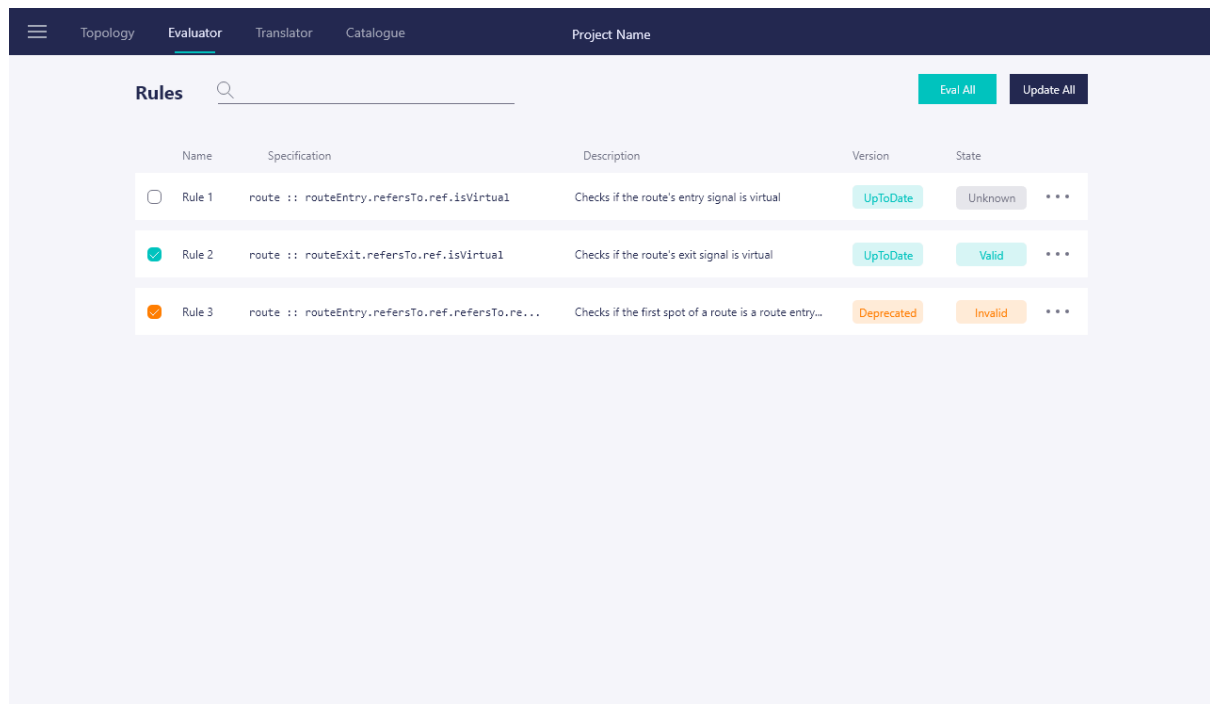 Topology Evaluator Translator Catalogue Project Name
Rules Eval All Update All
Name Specification Description Version State
Rule 1 route :: routeEntry.refersTo.ref.isVirtual Checks if the route's entry signal is virtual UpToDate Unknown
Rule 2 route :: routeExit.refersTo.ref.isVirtual Checks if the route's exit signal is virtual UpToDate Valid
Rule 3 route :: routeEntry.refersTo.ref.refersTo.re... Checks if the first spot of a route is a route entry... Deprecated Invalid